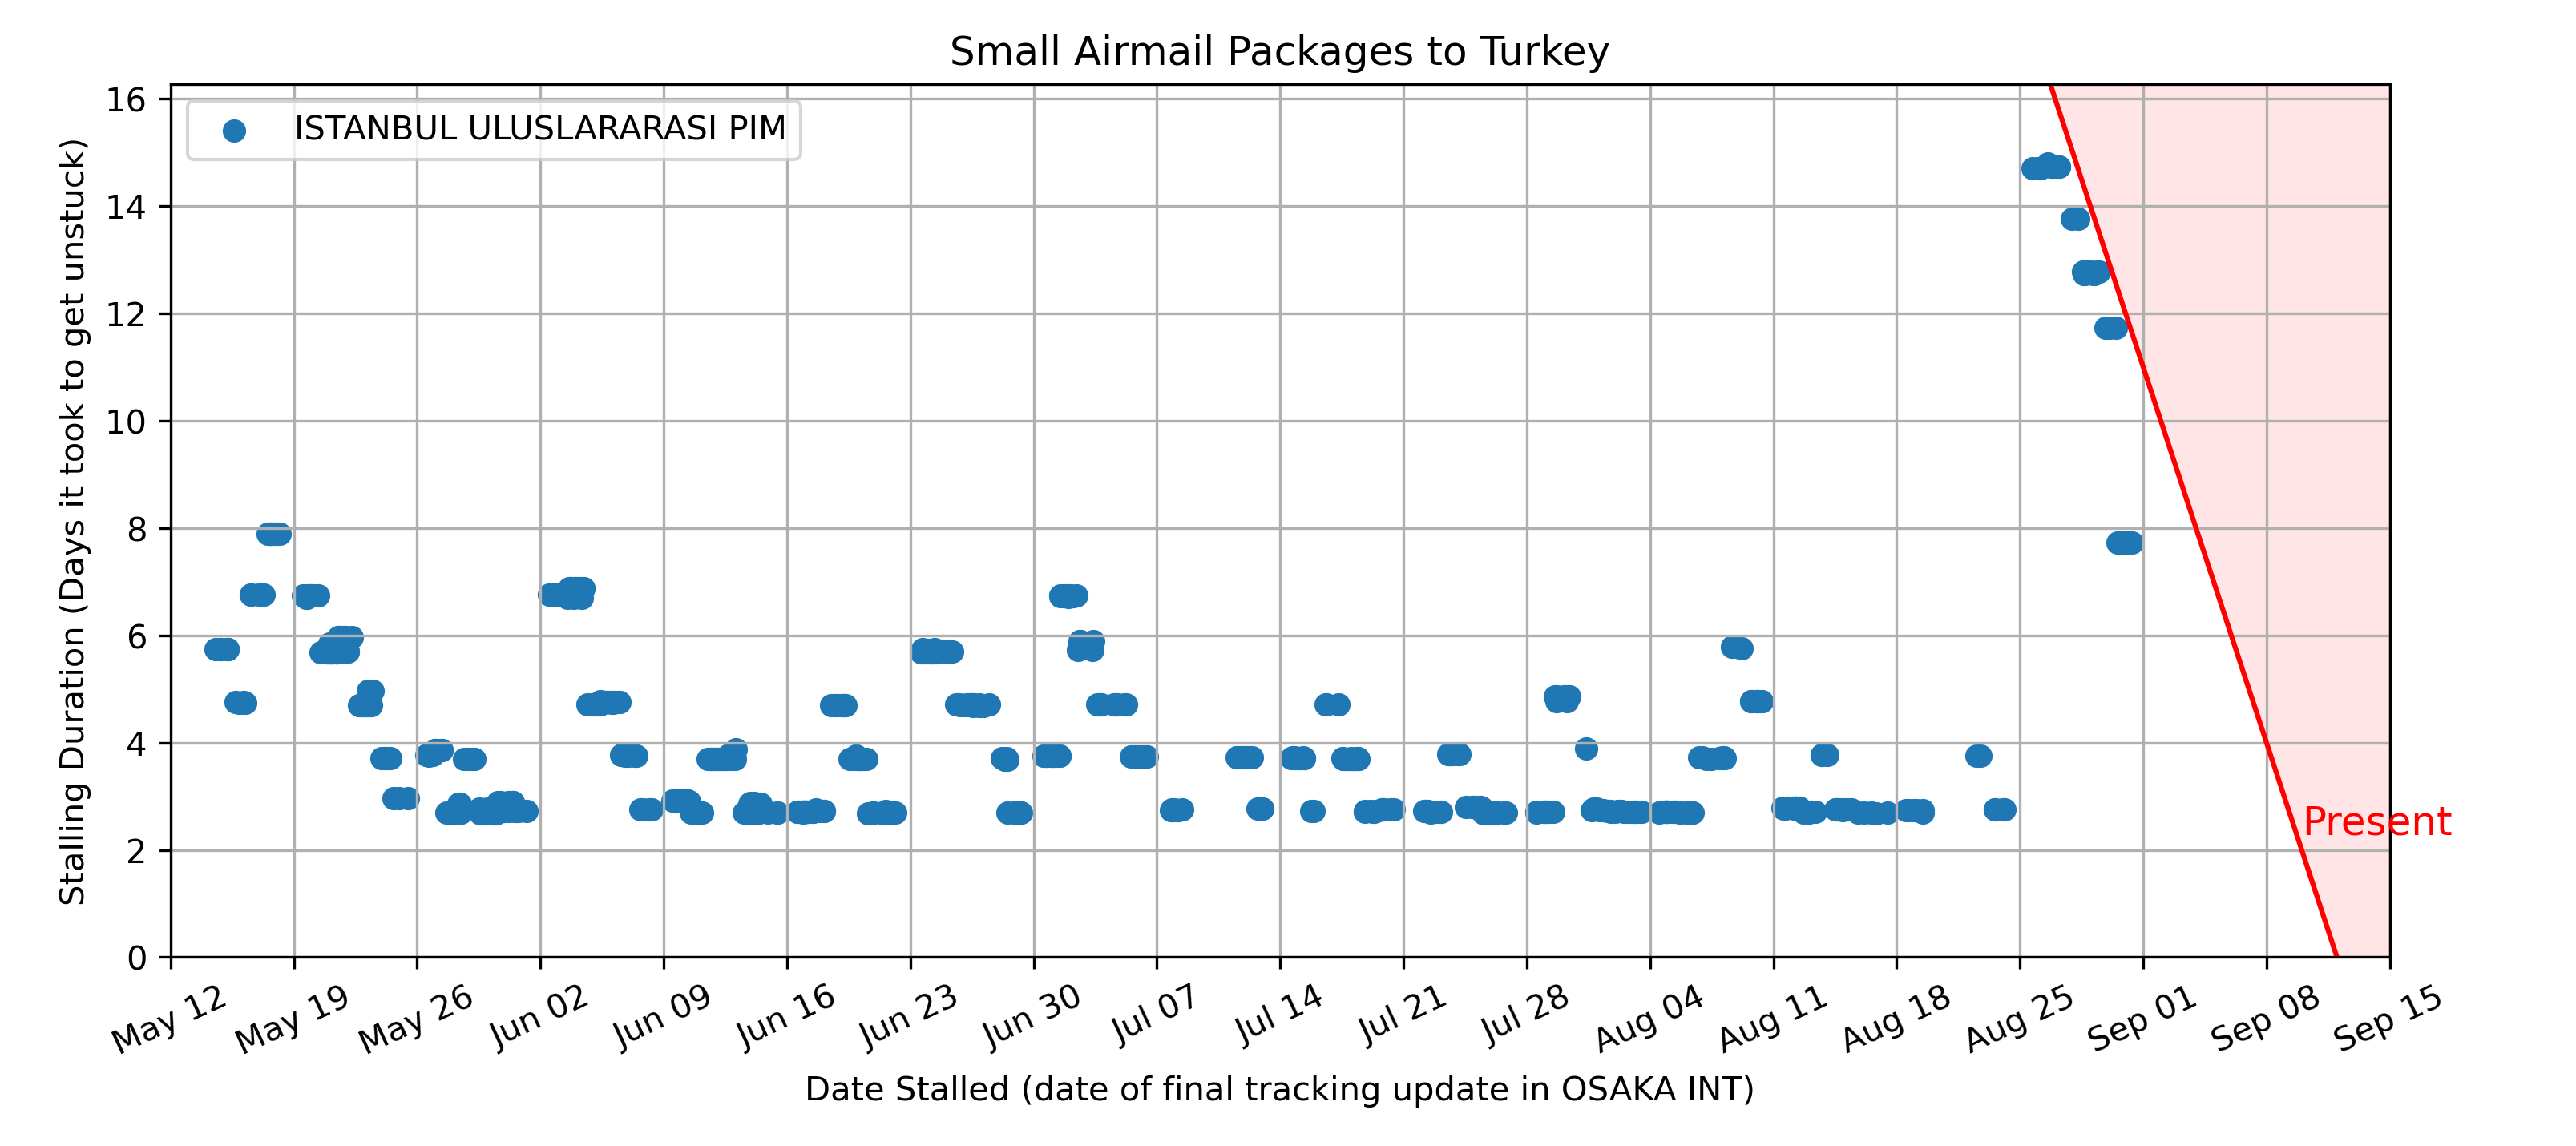 Small Airmail Packages to Turkey
ISTANBUL ULUSLARARASI PIM
Stalling Duration (Days it took to get unstuck)
16
14
12
10
8
6
4
2
0
Present
May 12
May 19
May 26
Jun 02
Jun 09
Jun 16
Jun 23
Jun 30
Jul 07
Jul 14
Jul 21
Jul 28
Aug 04
Aug 11
Aug 18
Aug 25
Sep 01
Sep 08
Sep 15
Date Stalled (date of final tracking update in OSAKA INT)